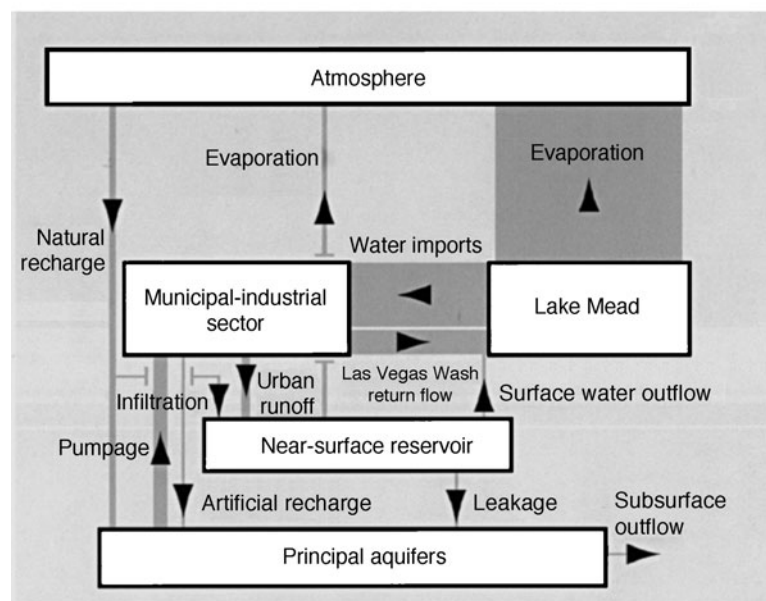 Atmosphere
Evaporation
Evaporation
Natural
recharge
Water imports
Municipal-industrial
sector
Lake Mead
Las Vegas Wash
return flow
Infiltration
Urban
runoff
Surface water outflow
Near-surface reservoir
Pumpage
Artificial recharge
Leakage
Subsurface
outflow
Principal aquifers